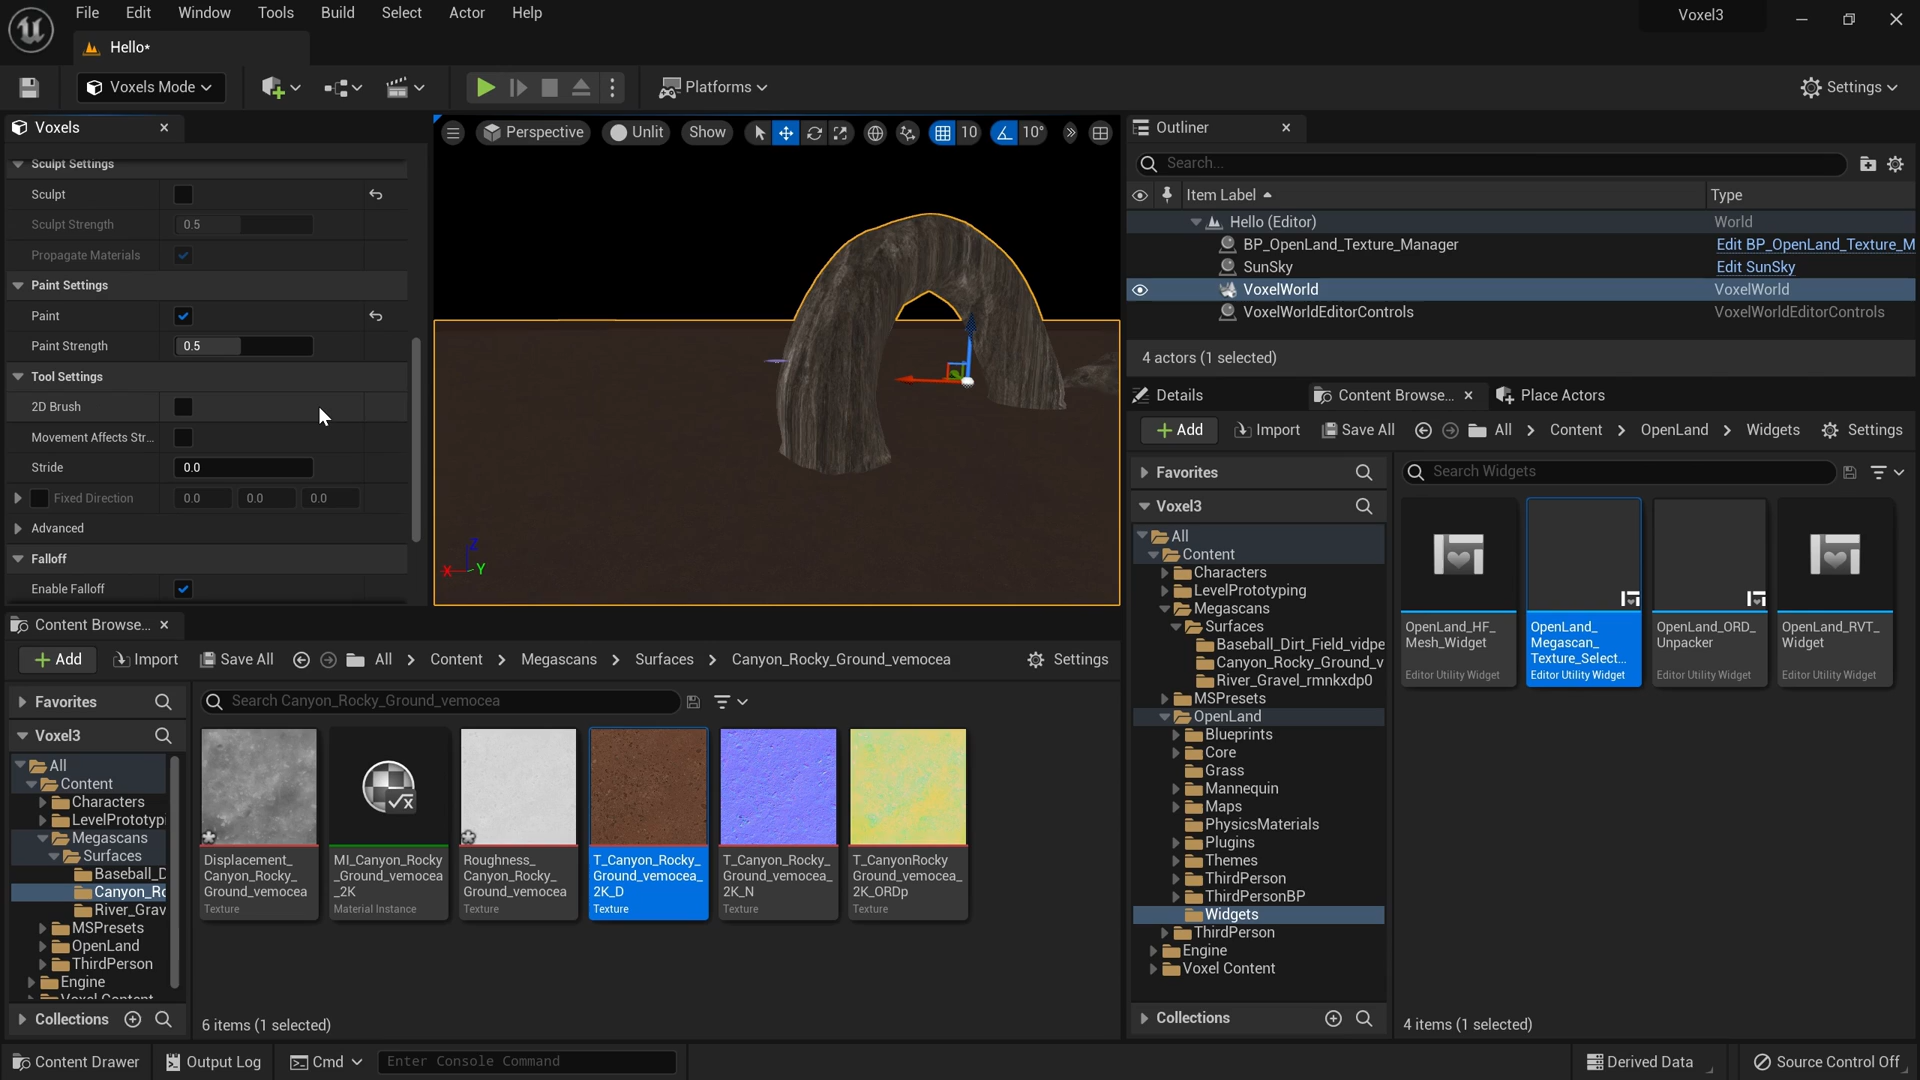 File Edit Window Tools Build Select Actor Help
Voxel3
Hello*
Voxels Mode
Platforms
Settings
Voxels
Sculpt Settings
Sculpt
Sculpt Strength 0.5
Propagate Materials
Paint Settings
Paint
Paint Strength 0.5
Tool Settings
2D Brush
Movement Affects Str...
Stride 0.0
Fixed Direction 0.0 0.0 0.0
Advanced
Falloff
Enable Falloff
Perspective Unlit Show 10 10°
Z
X Y
Outliner
Search...
Item Label Type
Hello (Editor) World
BP_OpenLand_Texture_Manager Edit BP_OpenLand_Texture_M
SunSky Edit SunSky
VoxelWorld VoxelWorld
VoxelWorldEditorControls VoxelWorldEditorControls
4 actors (1 selected)
Details Content Browse... Place Actors
Add Import Save All All Content OpenLand Widgets Settings
Favorites
Search Widgets
Voxel3
All
Content
Characters
LevelPrototyping
Megascans
Surfaces
Baseball_Dirt_Field_vidpe
Canyon_Rocky_Ground_v
River_Gravel_rmnkxdp0
MSPresets
OpenLand
Blueprints
Core
Grass
Mannequin
Maps
PhysicsMaterials
Plugins
Themes
ThirdPerson
ThirdPersonBP
Widgets
ThirdPerson
Engine
Voxel Content
Collections
OpenLand_HF_
Mesh_Widget
Editor Utility Widget
OpenLand_
Megascan_
Texture_Select...
Editor Utility Widget
OpenLand_ORD_
Unpacker
Editor Utility Widget
OpenLand_RVT_
Widget
Editor Utility Widget
4 items (1 selected)
Content Browse...
Add Import Save All All Content Megascans Surfaces Canyon_Rocky_Ground_vemocea Settings
Favorites
Search Canyon_Rocky_Ground_vemocea
Voxel3
All
Content
Characters
LevelPrototypi
Megascans
Surfaces
Baseball_D
Canyon_Ro
River_Grav
MSPresets
OpenLand
ThirdPerson
Engine
Voxel Content
Collections
Displacement_
Canyon_Rocky_
Ground_vemocea
Texture
MI_Canyon_Rocky
_Ground_vemocea
_2K
Material Instance
Roughness_
Canyon_Rocky_
Ground_vemocea
Texture
T_Canyon_Rocky_
Ground_vemocea_
2K_D
Texture
T_Canyon_Rocky_
Ground_vemocea_
2K_N
Texture
T_CanyonRocky
Ground_vemocea_
2K_ORDp
Texture
6 items (1 selected)
Content Drawer Output Log Cmd Enter Console Command Derived Data Source Control Off